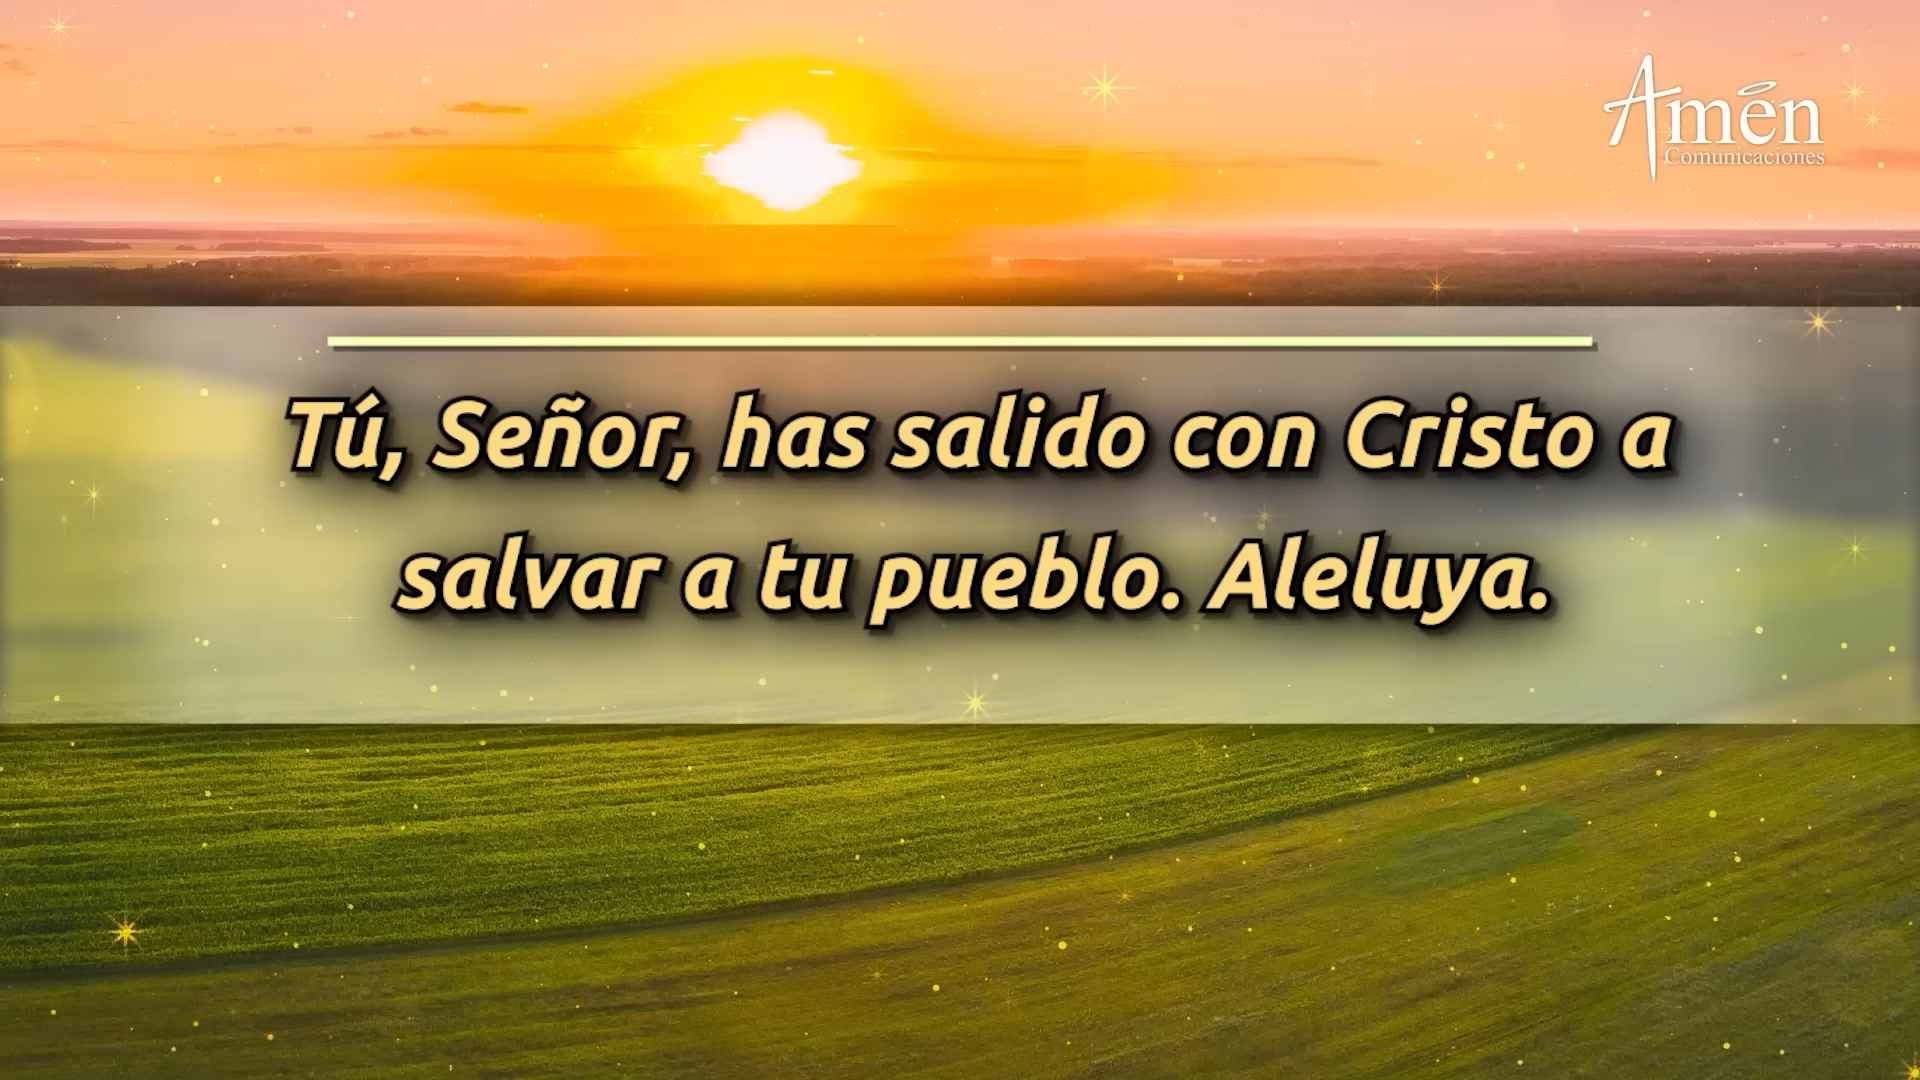 Amén
Comunicaciones
Tú, Señor, has salido con Cristo a
salvar a tu pueblo. Aleluya.